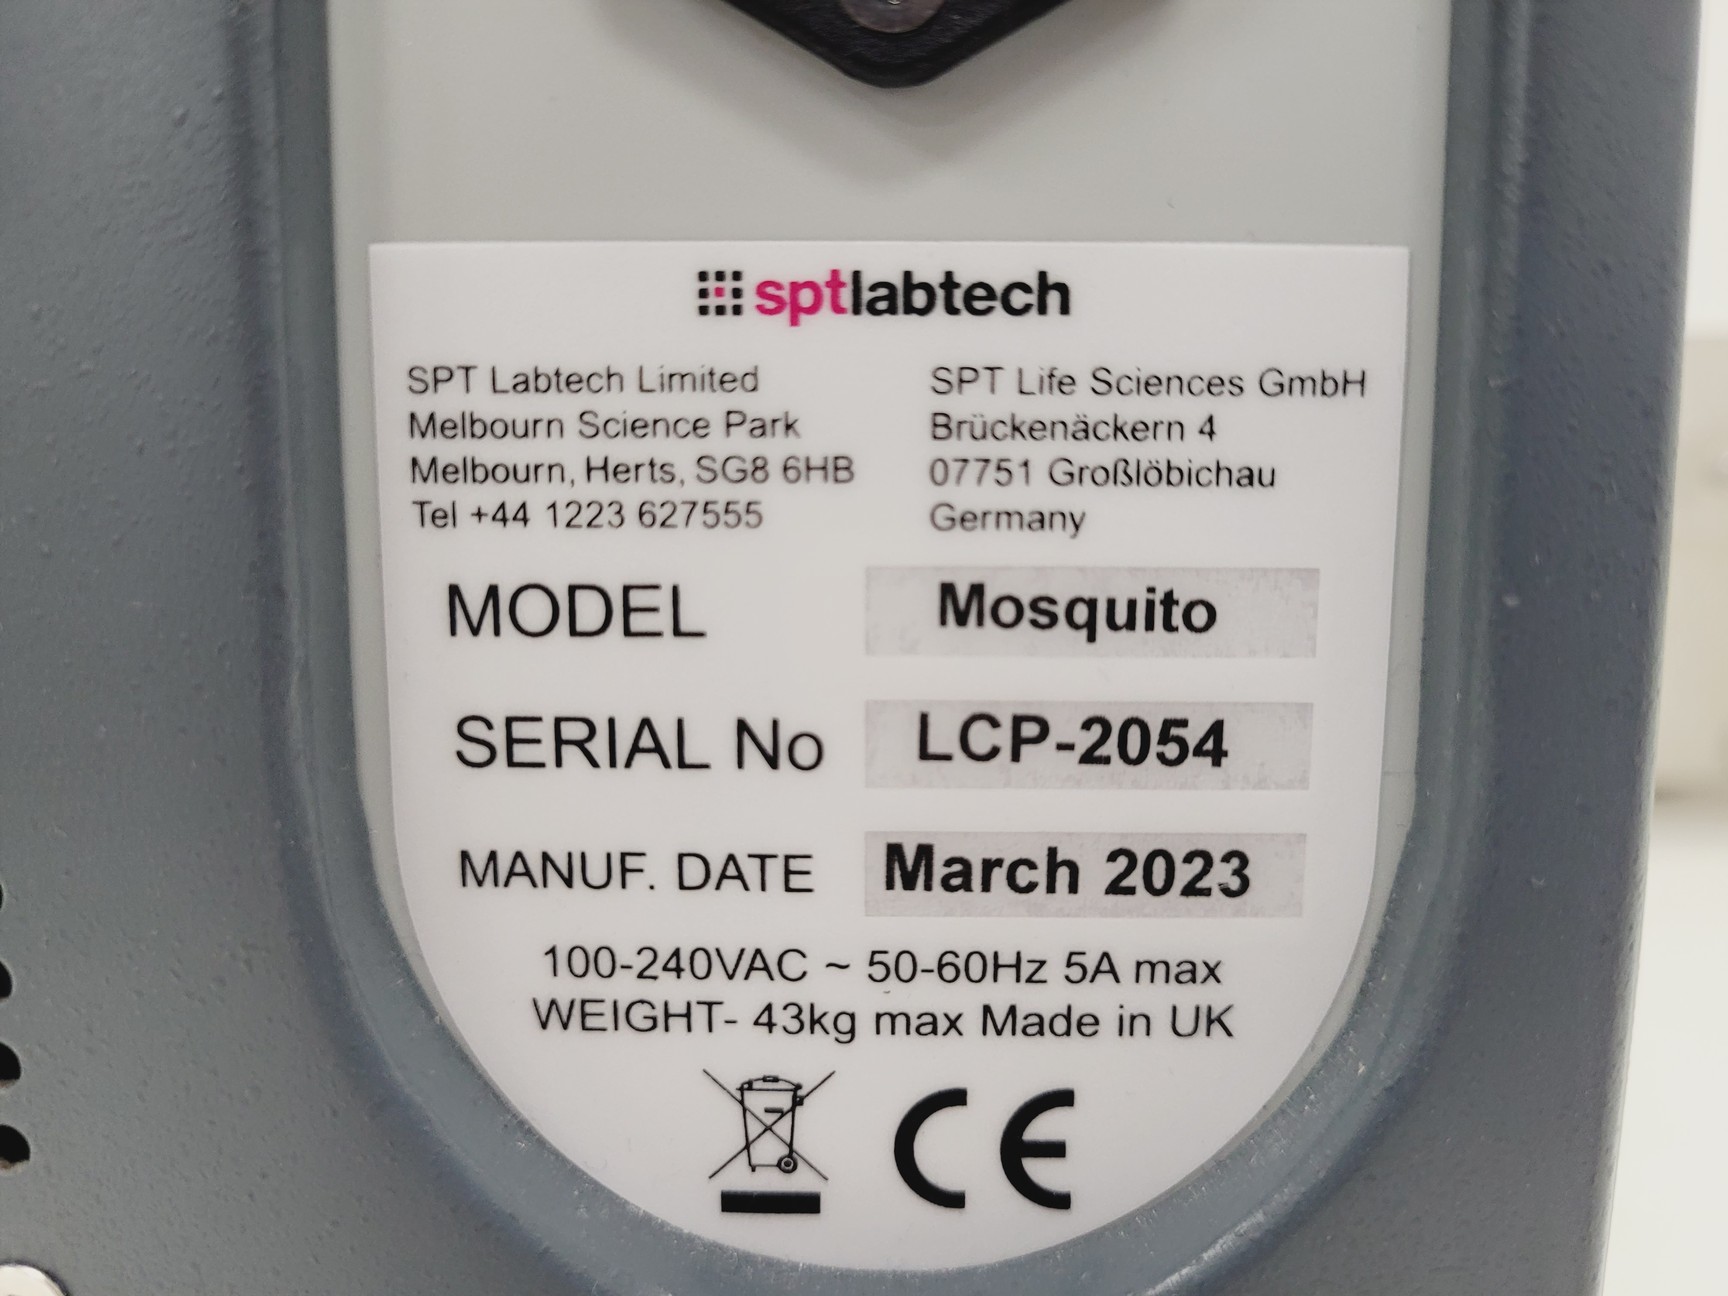 sptlabtech
SPT Labtech Limited
Melbourn Science Park
Melbourn, Herts, SG8 6HB
Tel +44 1223 627555
SPT Life Sciences GmbH
Brückenäckern 4
07751 Großlöbichau
Germany
MODEL Mosquito
SERIAL No LCP-2054
MANUF. DATE March 2023
100-240VAC ~ 50-60Hz 5A max
WEIGHT- 43kg max Made in UK
CE